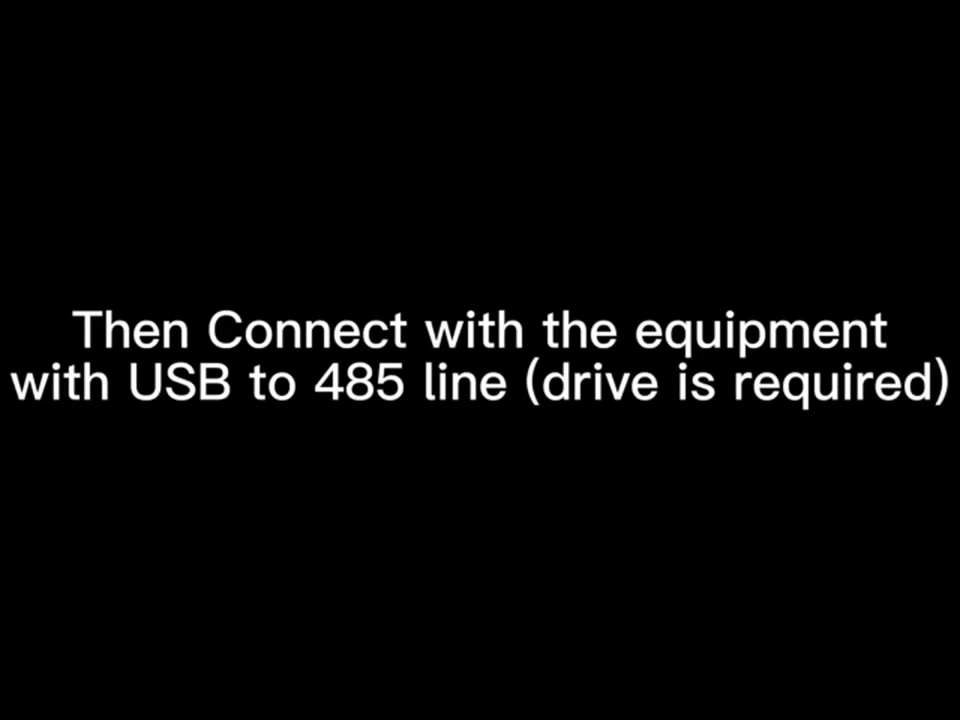 Then Connect with the equipment
with USB to 485 line (drive is required)